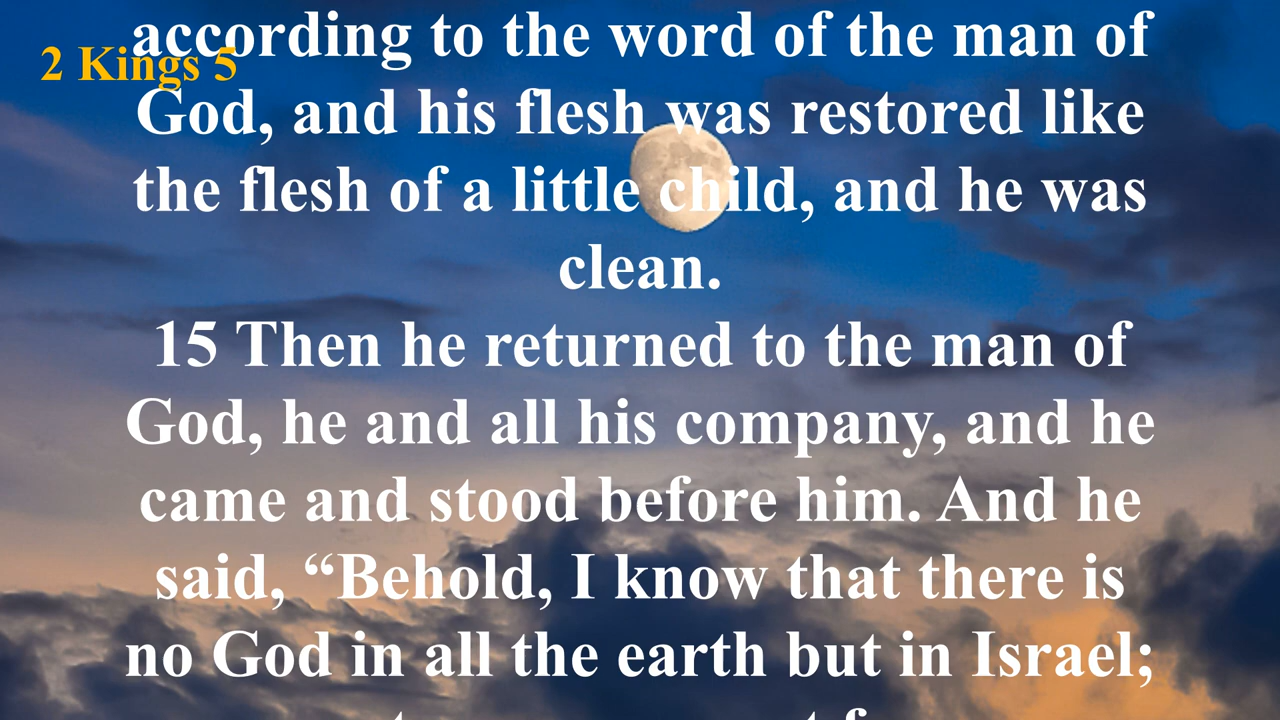 according to the word of the man of
2 Kings 5
God, and his flesh was restored like
the flesh of a little child, and he was
clean.
15 Then he returned to the man of
God, he and all his company, and he
came and stood before him. And he
said, “Behold, I know that there is
no God in all the earth but in Israel;